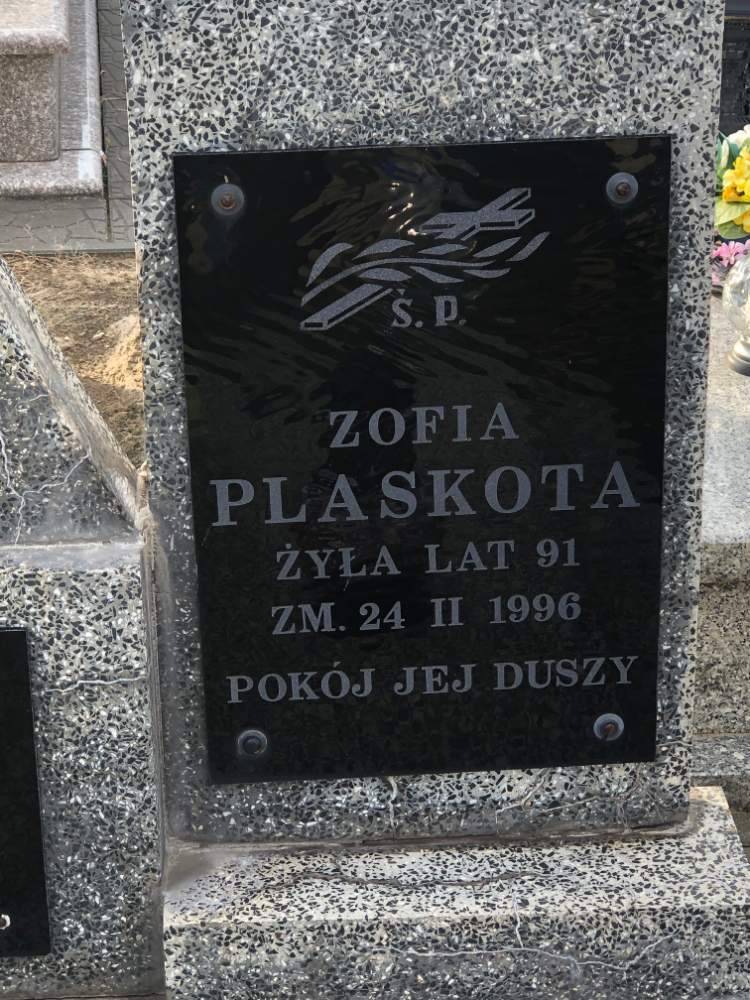 Ś.P.
ZOFIA
PLASKOTA
ŻYŁA LAT 91
ZM. 24 II 1996
POKÓJ JEJ DUSZY